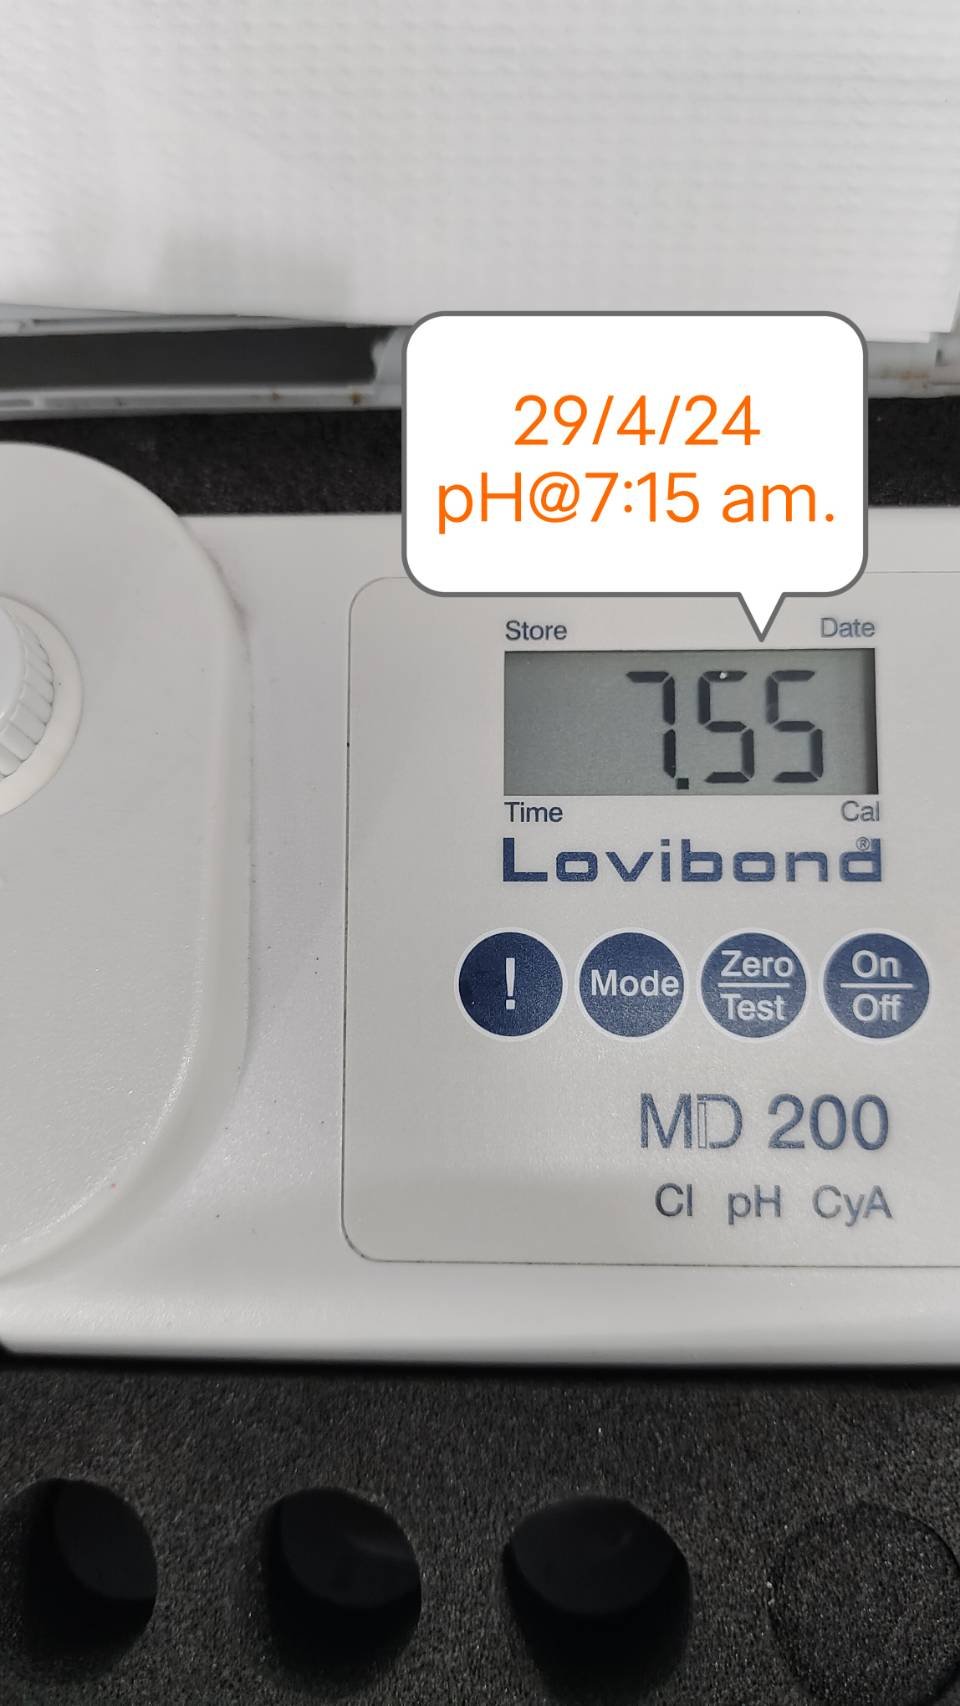 29/4/24
pH@7:15 am.
Store Date
7.55
Time Cal
Lovibond®
! Mode Zero Test On Off
MD 200
Cl pH CyA